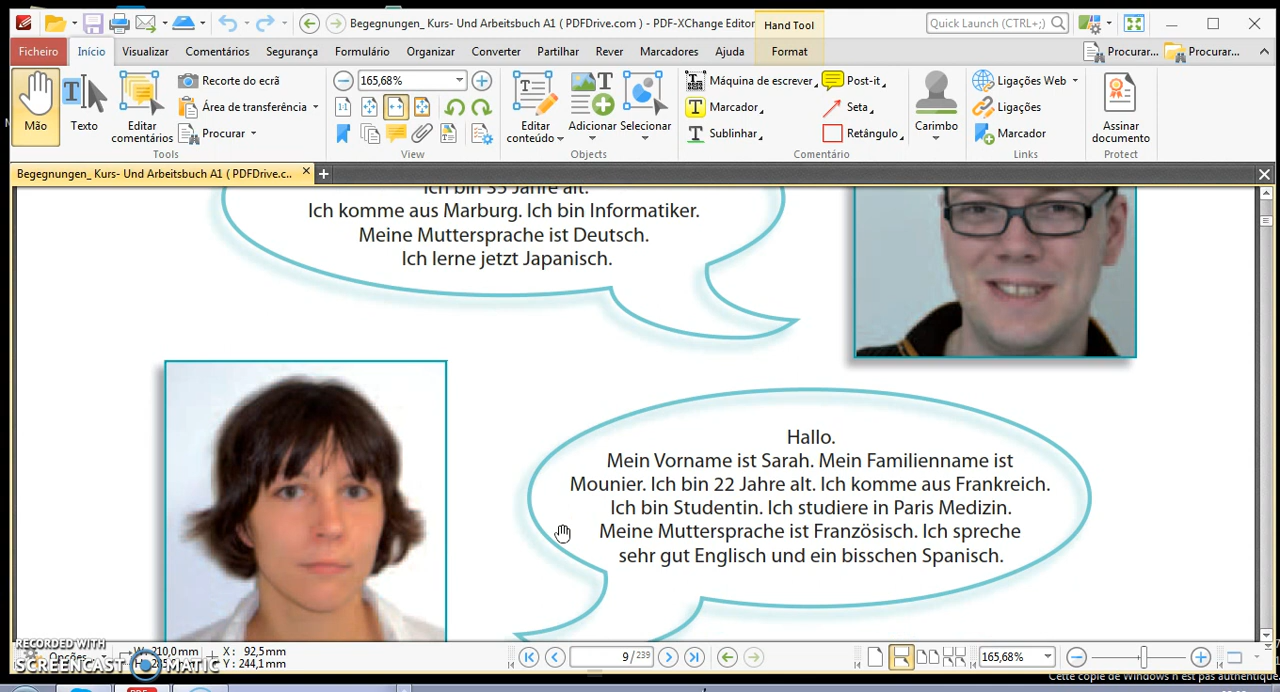 Begegnungen_ Kurs- Und Arbeitsbuch A1 ( PDFDrive.com ) - PDF-XChange Editor
Hand Tool
Quick Launch (CTRL+;)
Ficheiro Início Visualizar Comentários Segurança Formulário Organizar Converter Partilhar Rever Marcadores Ajuda Format
Procurar... Procurar...
Mão
Texto
Editar comentários
Recorte do ecrã
Área de transferência
Procurar
Tools
165,68%
View
Editar conteúdo
Adicionar
Selecionar
Objects
Máquina de escrever
Marcador
Sublinhar
Post-it
Seta
Retângulo
Comentário
Carimbo
Ligações Web
Ligações
Marcador
Links
Assinar documento
Protect
Begegnungen_ Kurs- Und Arbeitsbuch A1 ( PDFDrive.c..
Ich bin 35 Jahre alt.
Ich komme aus Marburg. Ich bin Informatiker.
Meine Muttersprache ist Deutsch.
Ich lerne jetzt Japanisch.
Hallo.
Mein Vorname ist Sarah. Mein Familienname ist
Mounier. Ich bin 22 Jahre alt. Ich komme aus Frankreich.
Ich bin Studentin. Ich studiere in Paris Medizin.
Meine Muttersprache ist Französisch. Ich spreche
sehr gut Englisch und ein bisschen Spanisch.
RECORDED WITH
SCREENCAST MATIC
X : 92,5mm
Y : 244,1mm
9 / 239
165,68%
Cette copie de Windows n'est pas authentique